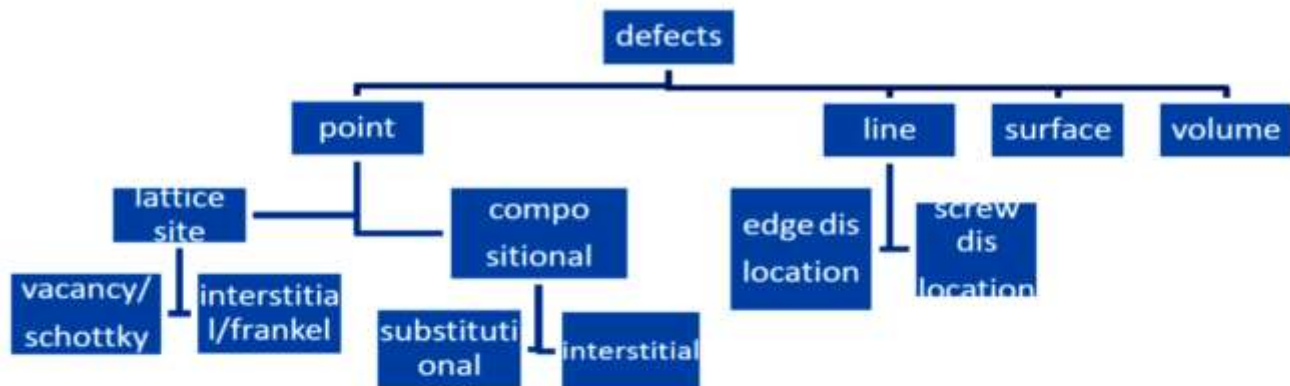 defects
point
line
surface
volume
lattice
site
compo
sitional
edge dis
location
screw
dis
location
vacancy/
schottky
interstitia
l/frankel
substituti
onal
interstitial